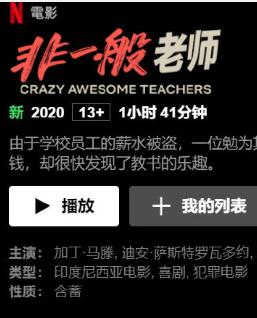 N 電影
非一般老师
CRAZY AWESOME TEACHERS
新 2020 13+ 1小时 41分钟
由于学校员工的薪水被盗，一位勉为其
钱，却很快发现了教书的乐趣。
播放 我的列表
主演： 加丁·马滕, 迪安·萨斯特罗瓦多约,
类型： 印度尼西亚电影, 喜剧, 犯罪电影
性质： 含蓄